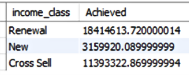 income_class Achieved
Renewal 18414613.720000014
New 3159920.089999999
Cross Sell 11393322.869999994